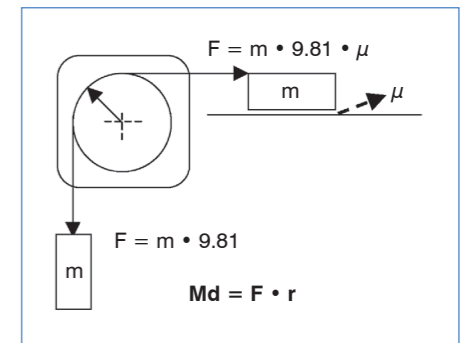 F = m • 9.81 • μ
m
μ
F = m • 9.81
m
Md = F • r